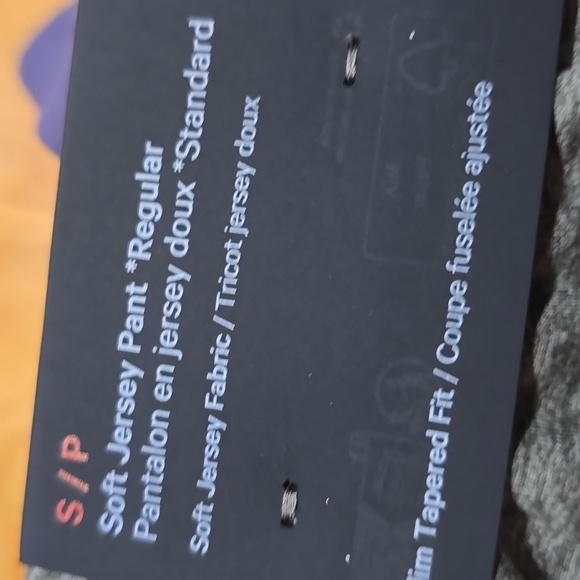 S / P
Soft Jersey Pant *Regular
Pantalon en jersey doux *Standard
Soft Jersey Fabric / Tricot jersey doux
Tapered Fit / Coupe fuselée ajustée